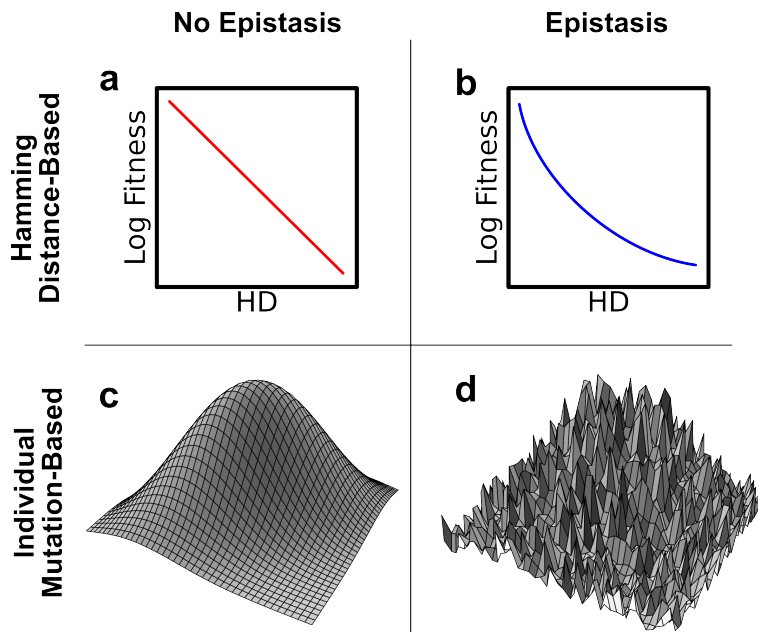 No Epistasis
Epistasis
Hamming
Distance-Based
a
Log Fitness
HD
b
Log Fitness
HD
Individual
Mutation-Based
c
d